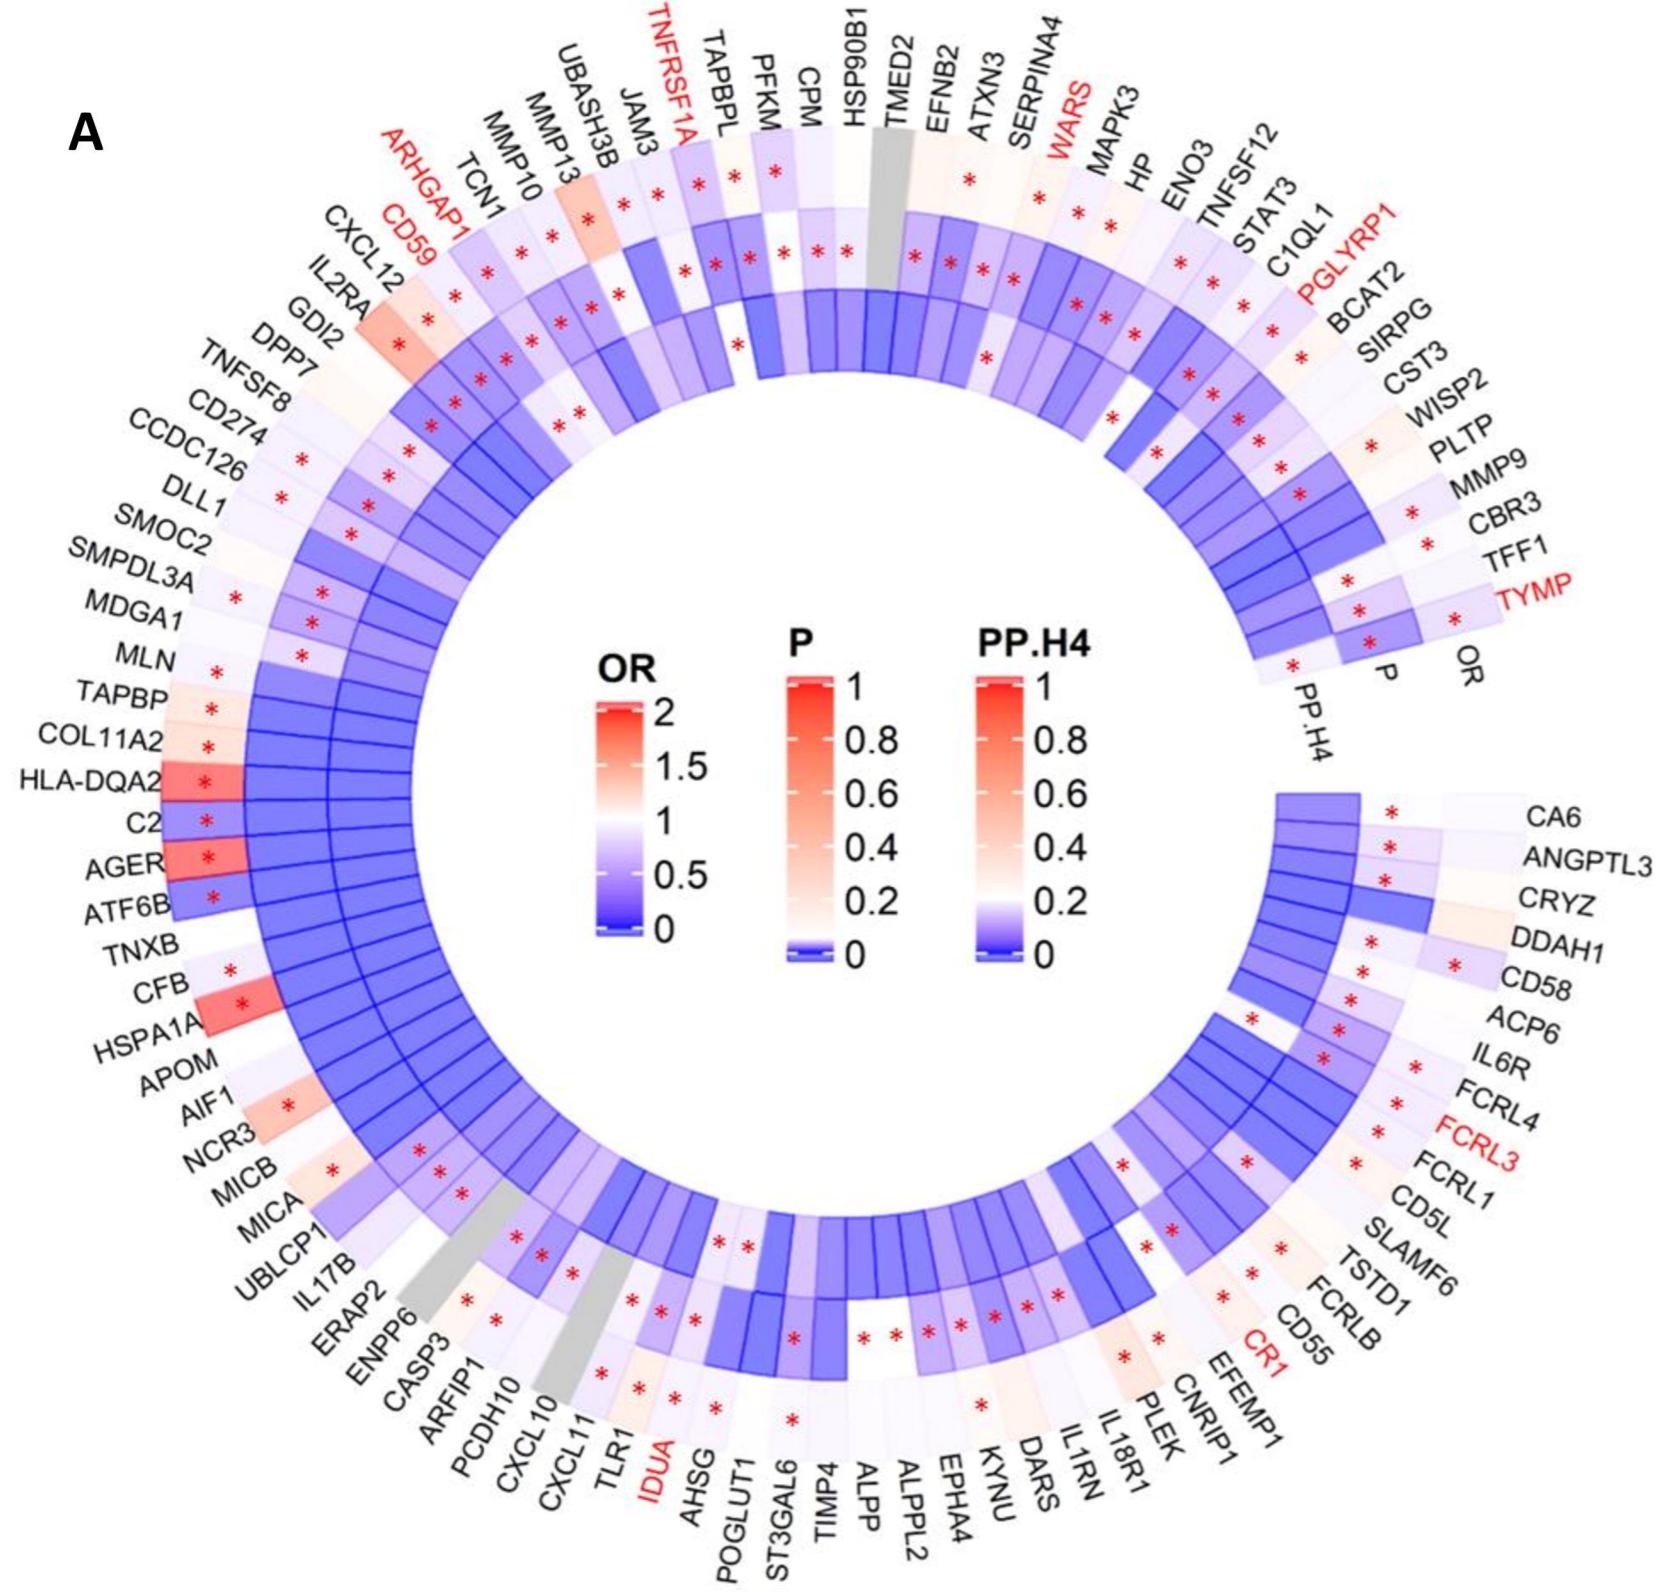 A
TNFRSF1A
TAPBPL
PFKM
CPM
HSP90B1
TMED2
EFNB2
ATXN3
SERPINA4
WARS
MAPK3
HP
ENO3
TNFSF12
STAT3
C1QL1
PGLYRP1
BCAT2
SIRPG
CST3
WISP2
PLTP
MMP9
CBR3
TFF1
TYMP
OR
P
PP.H4
CA6
ANGPTL3
CRYZ
DDAH1
CD58
ACP6
IL6R
FCRL4
FCRL3
FCRL1
CD5L
SLAMF6
TSTD1
FCRLB
CD55
CR1
EFEMP1
CNRIP1
PLEK
IL18R1
IL1RN
DARS
KYNU
EPHA4
ALPPL2
ALPP
TIMP4
ST3GAL6
POGLUT1
AHSG
IDUA
TLR1
CXCL11
CXCL10
PCDH10
ARFIP1
CASP3
ENPP6
ERAP2
IL17B
UBLCP1
MICA
MICB
NCR3
AIF1
APOM
HSPA1A
CFB
TNXB
ATF6B
AGER
C2
HLA-DQA2
COL11A2
TAPBP
MLN
MDGA1
SMPDL3A
SMOC2
DLL1
CCDC126
CD274
TNFSF8
DPP7
GDI2
IL2RA
CXCL12
CD59
ARHGAP1
TCN1
MMP10
MMP13
UBASH3B
JAM3
OR
2
1.5
1
0.5
0
P
1
0.8
0.6
0.4
0.2
0
PP.H4
1
0.8
0.6
0.4
0.2
0